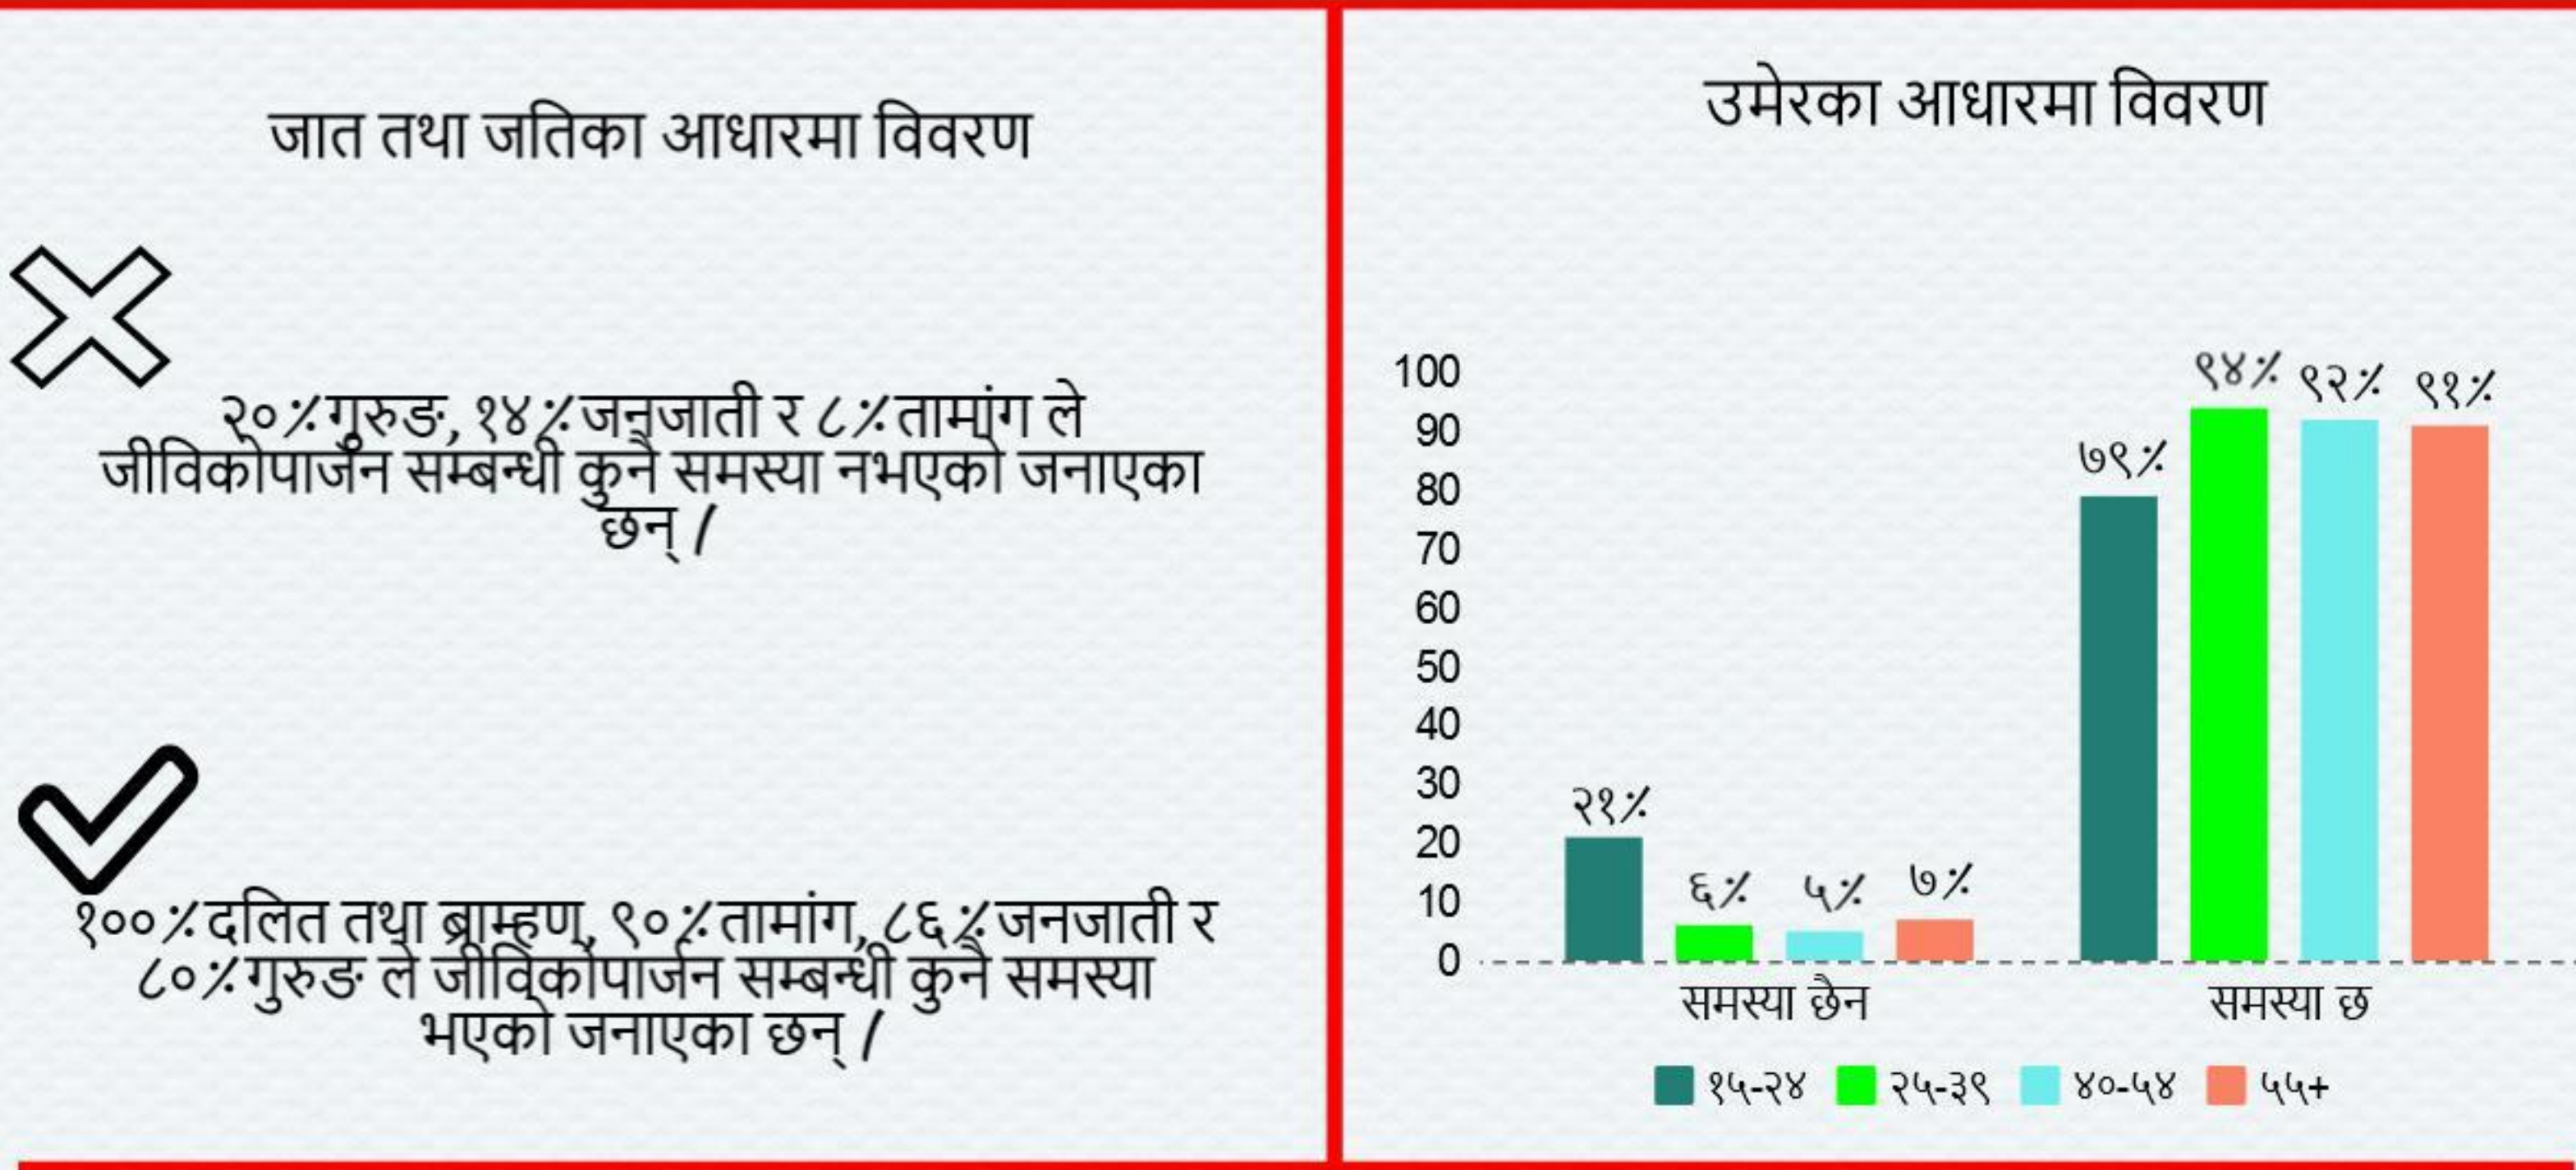 जात तथा जतिका आधारमा विवरण
२०٪गुरुङ, १४٪जनजाती र ८٪तामांग ले
जीविकोपार्जन सम्बन्धी कुनै समस्या नभएको जनाएका
छन् /
१००٪दलित तथा ब्राम्हण, ९०٪तामांग, ८६٪जनजाती र
८०٪गुरुङ ले जीविकोपार्जन सम्बन्धी कुनै समस्या
भएको जनाएका छन् /
उमेरका आधारमा विवरण
100
90
80
70
60
50
40
30
20
10
0
२१٪
६٪
५٪
७٪
७९٪
९४٪
९२٪
९१٪
समस्या छैन
समस्या छ
१५-२४ २५-३९ ४०-५४ ५५+